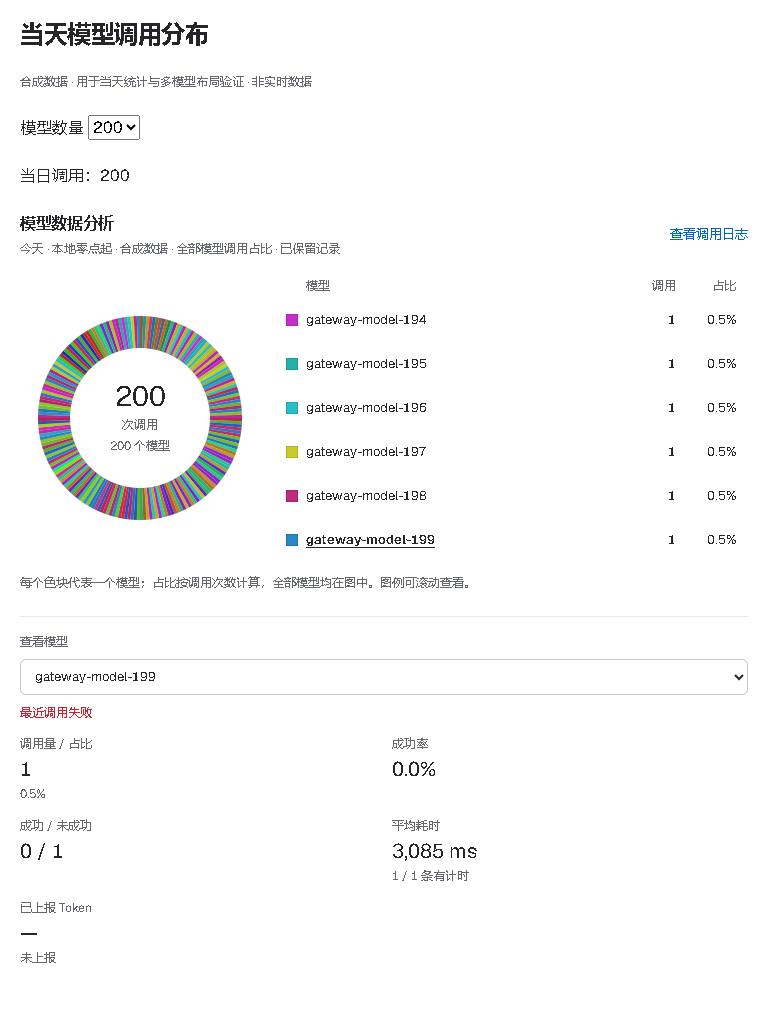 当天模型调用分布
合成数据 · 用于当天统计与多模型布局验证 · 非实时数据
模型数量 200
当日调用：200
模型数据分析
今天 · 本地零点起 · 合成数据 · 全部模型调用占比 · 已保留记录
查看调用日志
模型 调用 占比
gateway-model-194 1 0.5%
gateway-model-195 1 0.5%
gateway-model-196 1 0.5%
gateway-model-197 1 0.5%
gateway-model-198 1 0.5%
gateway-model-199 1 0.5%
200
次调用
200 个模型
每个色块代表一个模型；占比按调用次数计算，全部模型均在图中。图例可滚动查看。
查看模型
gateway-model-199
最近调用失败
调用量 / 占比
1
0.5%
成功率
0.0%
成功 / 未成功
0 / 1
平均耗时
3,085 ms
1 / 1 条有计时
已上报 Token
—
未上报